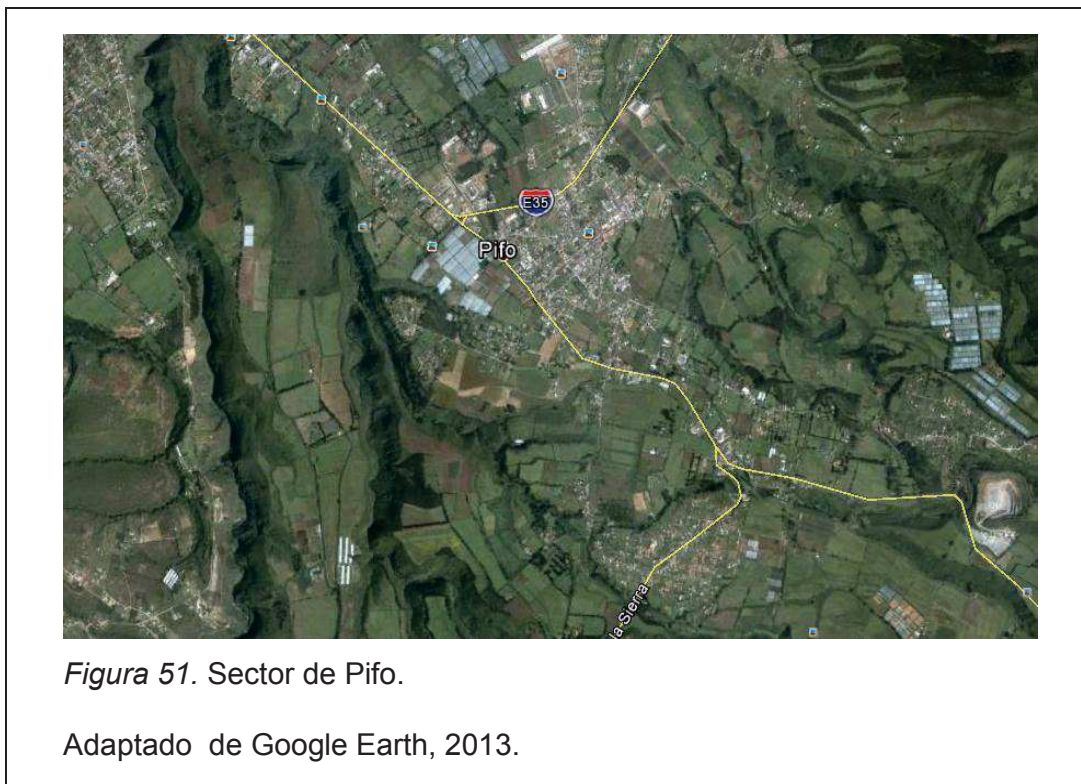 E35
Pifo
la Sierra
Figura 51. Sector de Pifo.
Adaptado de Google Earth, 2013.